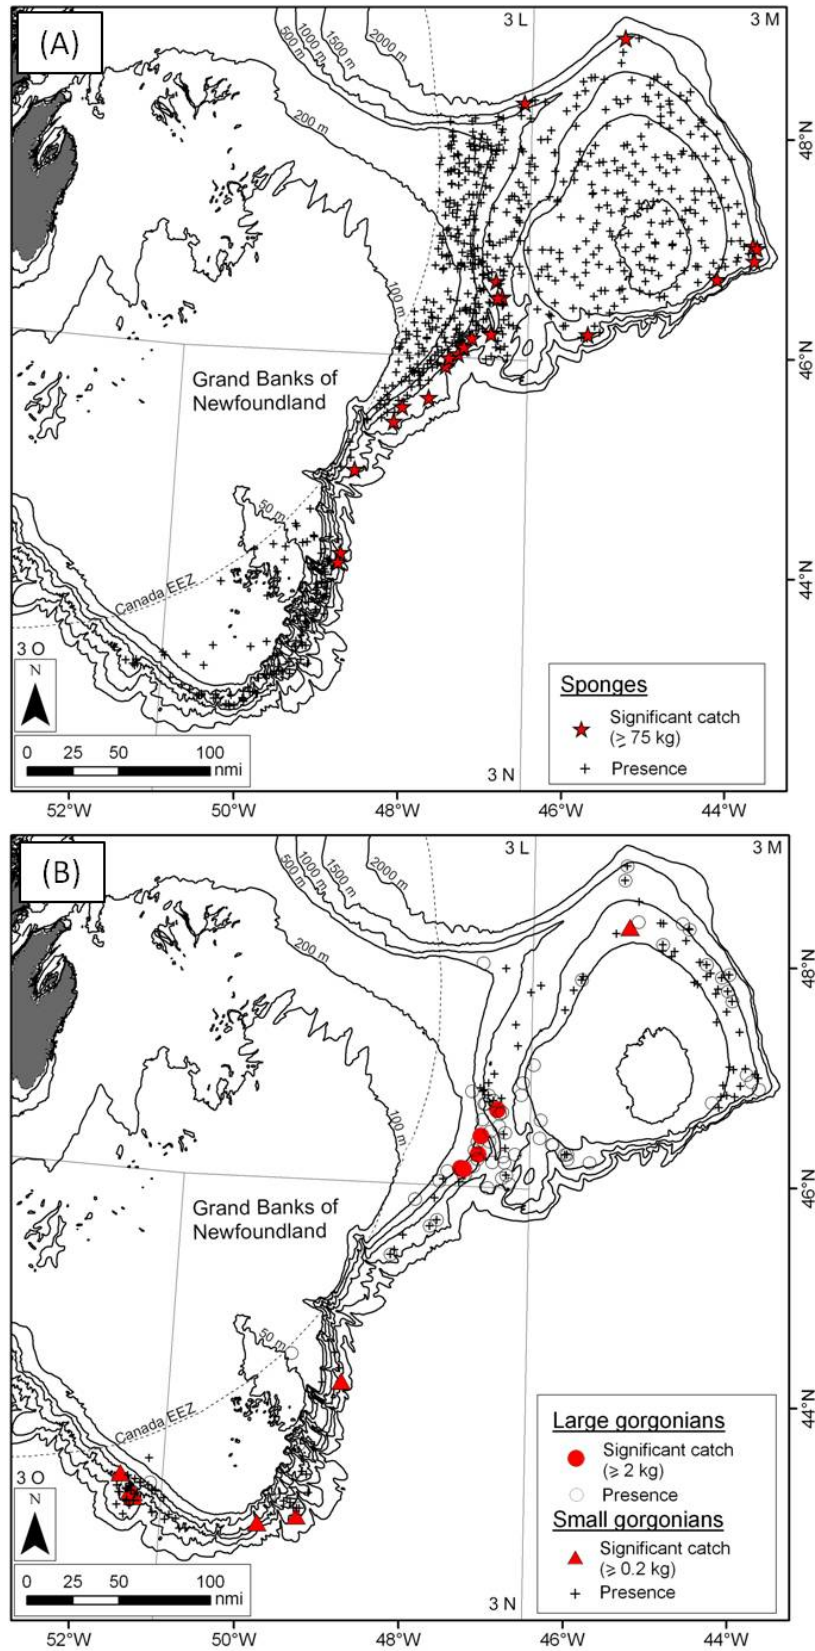 (A)
3 L
3 M
500 m
1000 m
1500 m
2000 m
200 m
48°N
100 m
46°N
Grand Banks of
Newfoundland
50 m
44°N
Canada EEZ
3 O
N
0 25 50 100
nmi
3 N
Sponges
Significant catch
(≥ 75 kg)
Presence
52°W 50°W 48°W 46°W 44°W
(B)
3 L
3 M
500 m
1000 m
1500 m
2000 m
200 m
48°N
100 m
46°N
Grand Banks of
Newfoundland
50 m
44°N
Canada EEZ
3 O
N
0 25 50 100
nmi
3 N
Large gorgonians
Significant catch
(≥ 2 kg)
Presence
Small gorgonians
Significant catch
(≥ 0.2 kg)
Presence
52°W 50°W 48°W 46°W 44°W